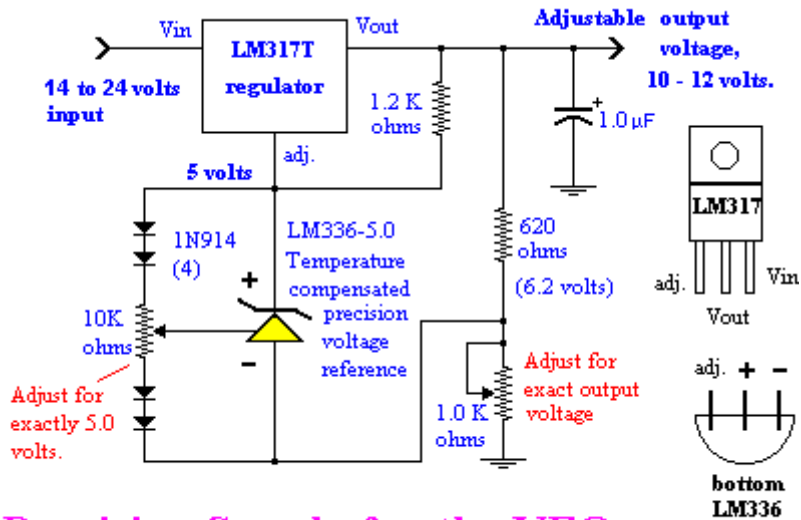 Vin
LM317T
regulator
Vout
Adjustable output
voltage,
10 - 12 volts.
14 to 24 volts
input
1.2 K
ohms
+
1.0 µF
adj.
5 volts
LM317
1N914
(4)
LM336-5.0
Temperature
compensated
precision
voltage
reference
+
−
620
ohms
(6.2 volts)
adj.
Vin
Vout
10K
ohms
Adjust for
exactly 5.0
volts.
Adjust for
exact output
voltage
1.0 K
ohms
adj. + −
bottom
LM336